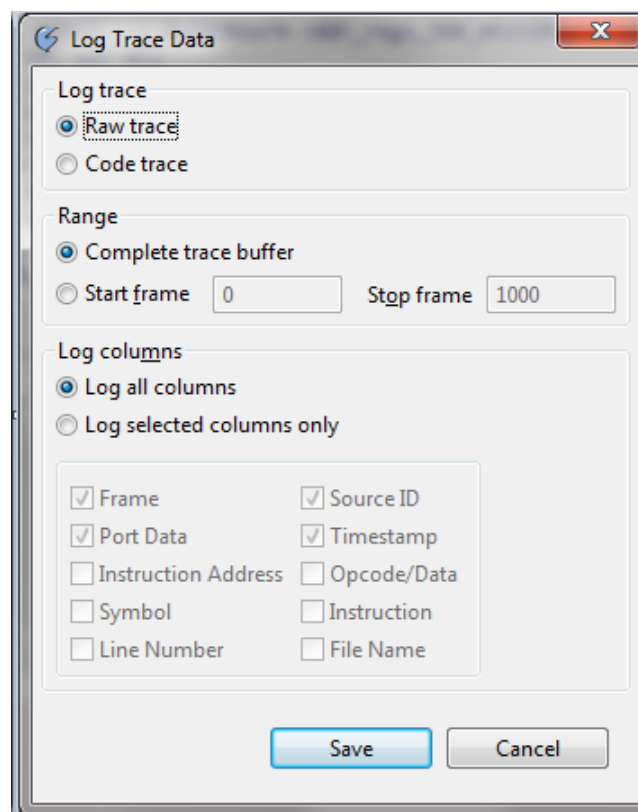 Log Trace Data
Log trace
Raw trace
Code trace
Range
Complete trace buffer
Start frame 0 Stop frame 1000
Log columns
Log all columns
Log selected columns only
Frame Source ID
Port Data Timestamp
Instruction Address Opcode/Data
Symbol Instruction
Line Number File Name
Save Cancel